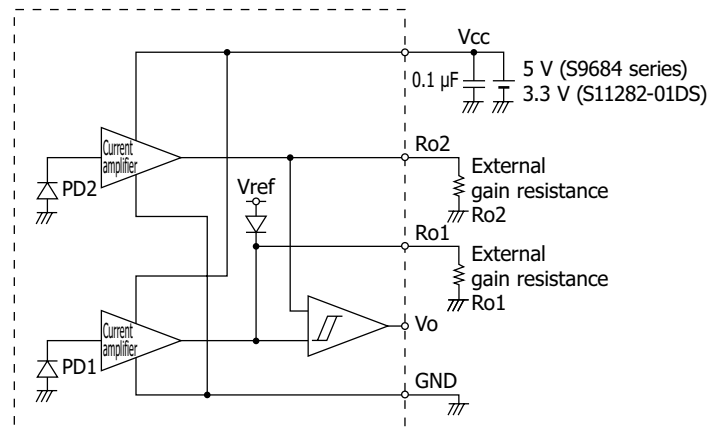 Vcc
0.1 µF
5 V (S9684 series)
3.3 V (S11282-01DS)
Current
amplifier
Ro2
External
gain resistance
Ro2
PD2
Vref
Ro1
External
gain resistance
Ro1
Current
amplifier
Vo
PD1
GND